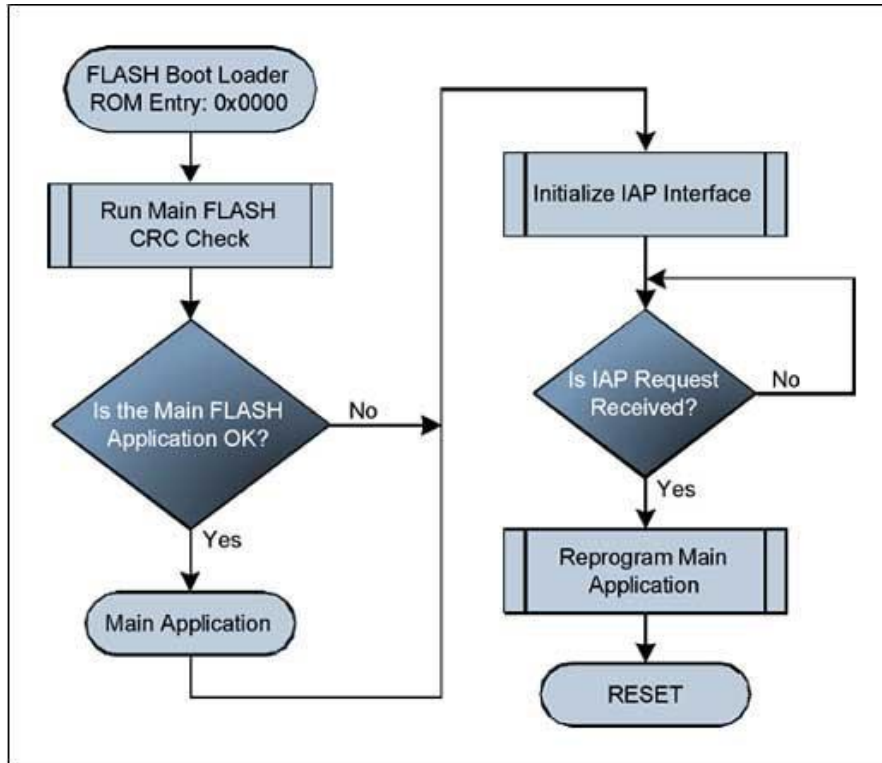 FLASH Boot Loader
ROM Entry: 0x0000
Run Main FLASH
CRC Check
Is the Main FLASH
Application OK?
No
Yes
Main Application
Initialize IAP Interface
Is IAP Request
Received?
No
Yes
Reprogram Main
Application
RESET